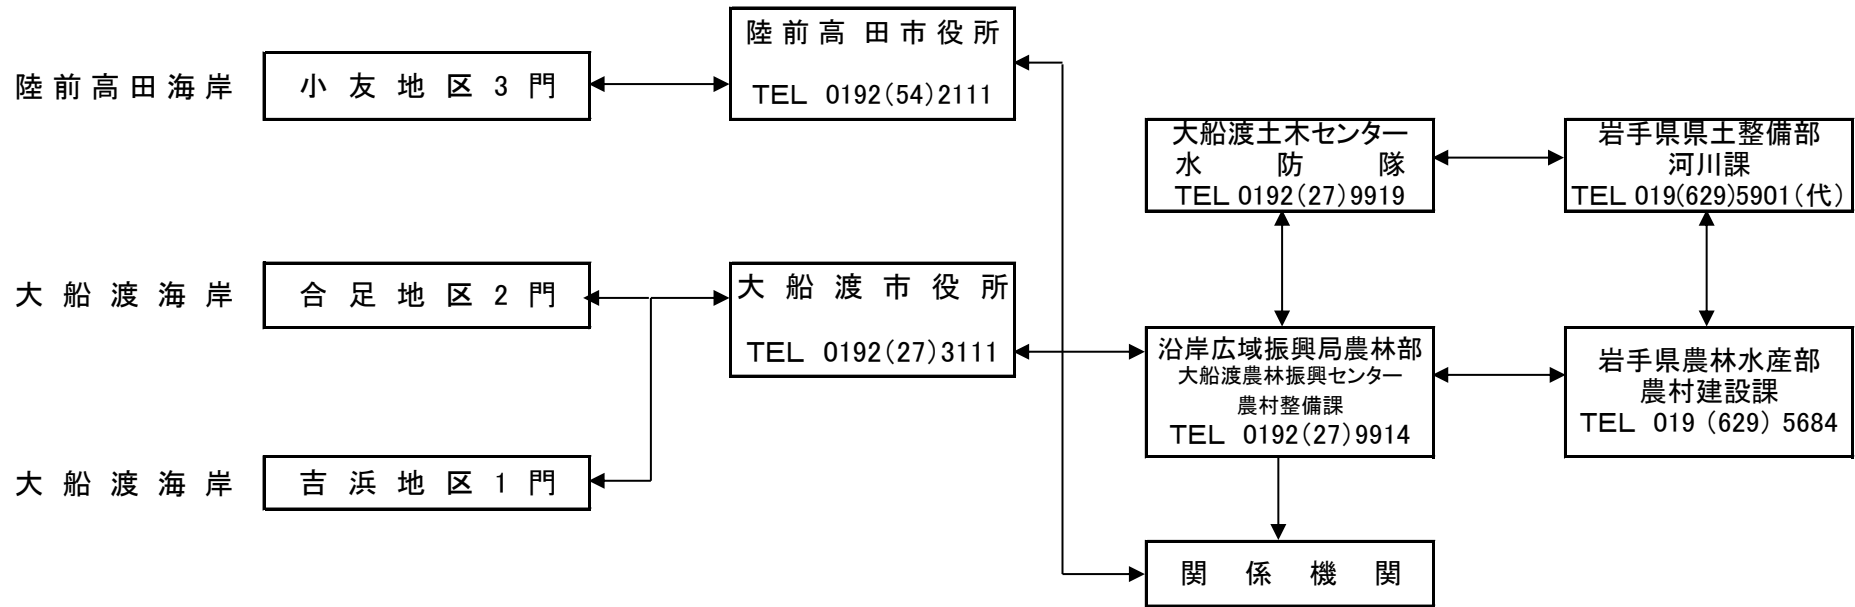 陸前高田海岸
小友地区3門
陸前高田市役所
TEL 0192(54)2111
大船渡土木センター
水防隊
TEL 0192(27)9919
岩手県県土整備部
河川課
TEL 019(629)5901(代)
大船渡海岸
合足地区2門
大船渡市役所
TEL 0192(27)3111
沿岸広域振興局農林部
大船渡農林振興センター
農村整備課
TEL 0192(27)9914
岩手県農林水産部
農村建設課
TEL 019 (629) 5684
大船渡海岸
吉浜地区1門
関係機関